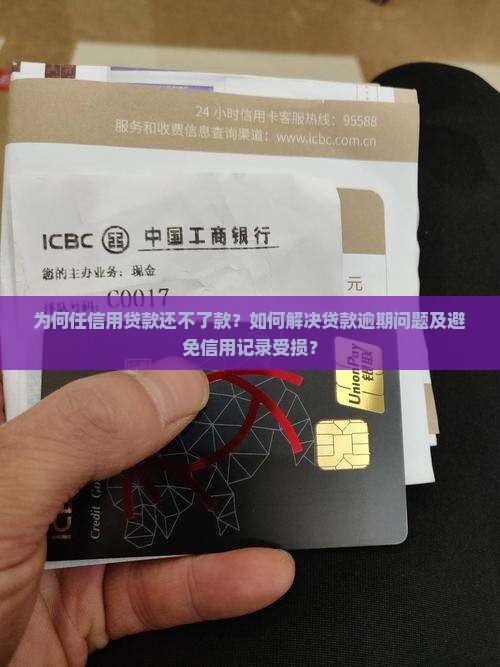 24 小时信用卡客服热线：95588
服务和收费信息查询渠道：www.icbc.com.cn
ICBC 中国工商银行
您的主办业务：现金
C0017
元
为何任信用贷款还不了款？如何解决贷款逾期问题及避
免信用记录受损？
UnionPay
银联
Credit